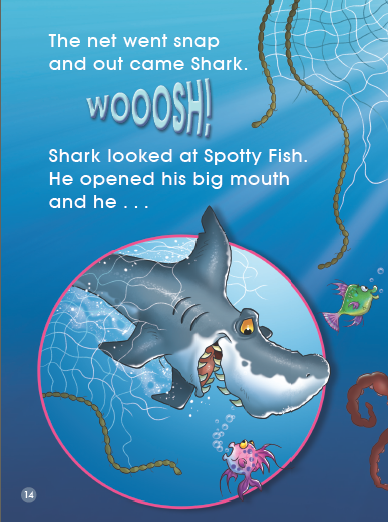 The net went snap
and out came Shark.
WOOOSH!
Shark looked at Spotty Fish.
He opened his big mouth
and he . . .
14